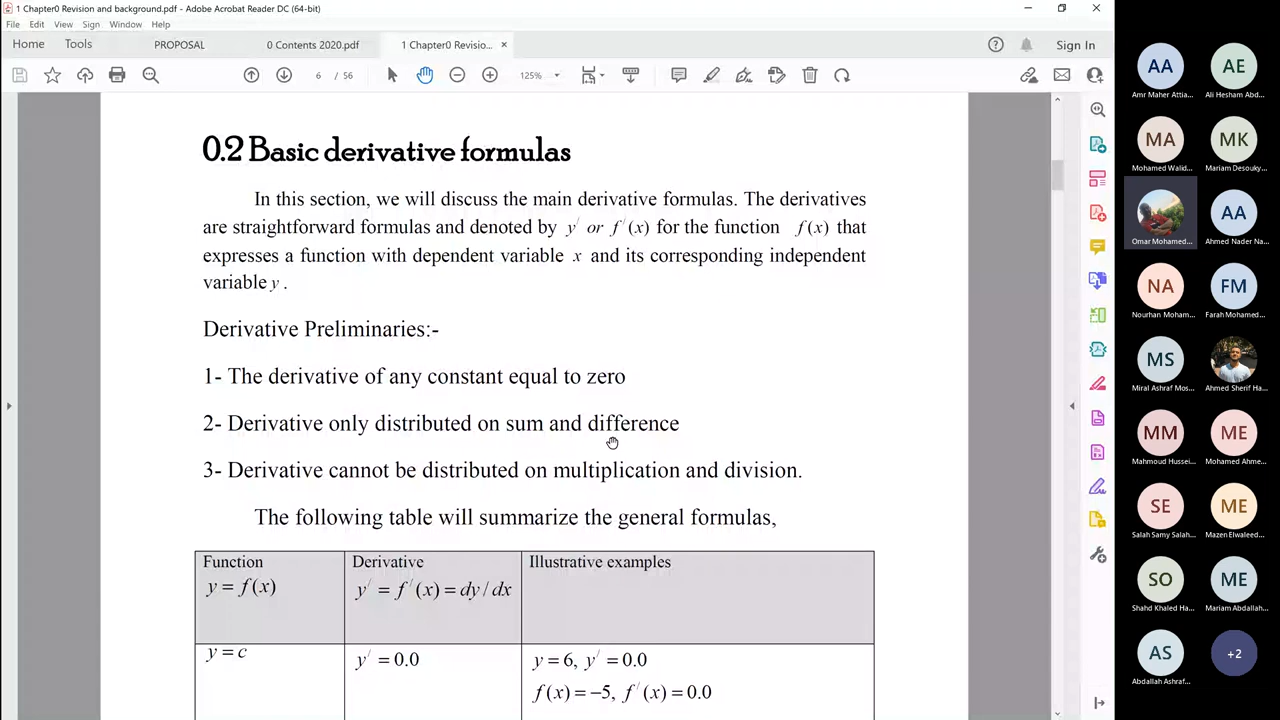 1 Chapter0 Revision and background.pdf - Adobe Acrobat Reader DC (64-bit)
File Edit View Sign Window Help
Home Tools PROPOSAL 0 Contents 2020.pdf 1 Chapter0 Revisio... × Sign In
6 / 56 125%
0.2 Basic derivative formulas
In this section, we will discuss the main derivative formulas. The derivatives
are straightforward formulas and denoted by y/ or f/(x) for the function f(x) that
expresses a function with dependent variable x and its corresponding independent
variable y .
Derivative Preliminaries:-
1- The derivative of any constant equal to zero
2- Derivative only distributed on sum and difference
3- Derivative cannot be distributed on multiplication and division.
The following table will summarize the general formulas,
Function Derivative Illustrative examples
y = f(x) y/ = f/(x) = dy/dx
y = c y/ = 0.0 y = 6, y/ = 0.0
f(x) = −5, f/(x) = 0.0
AA AE
Amr Maher Attia... Ali Hesham Abd...
MA MK
Mohamed Walid... Mariam Desouky...
AA
Omar Mohamed... Ahmed Nader Na...
NA FM
Nourhan Moham... Farah Mohamed...
MS
Miral Ashraf Mos... Ahmed Sherif Ha...
MM ME
Mahmoud Hussei... Mohamed Ahme...
SE ME
Salah Samy Salah... Mazen Elwaleed...
SO ME
Shahd Khaled Ha... Mariam Abdallah...
AS +2
Abdallah Ashraf...